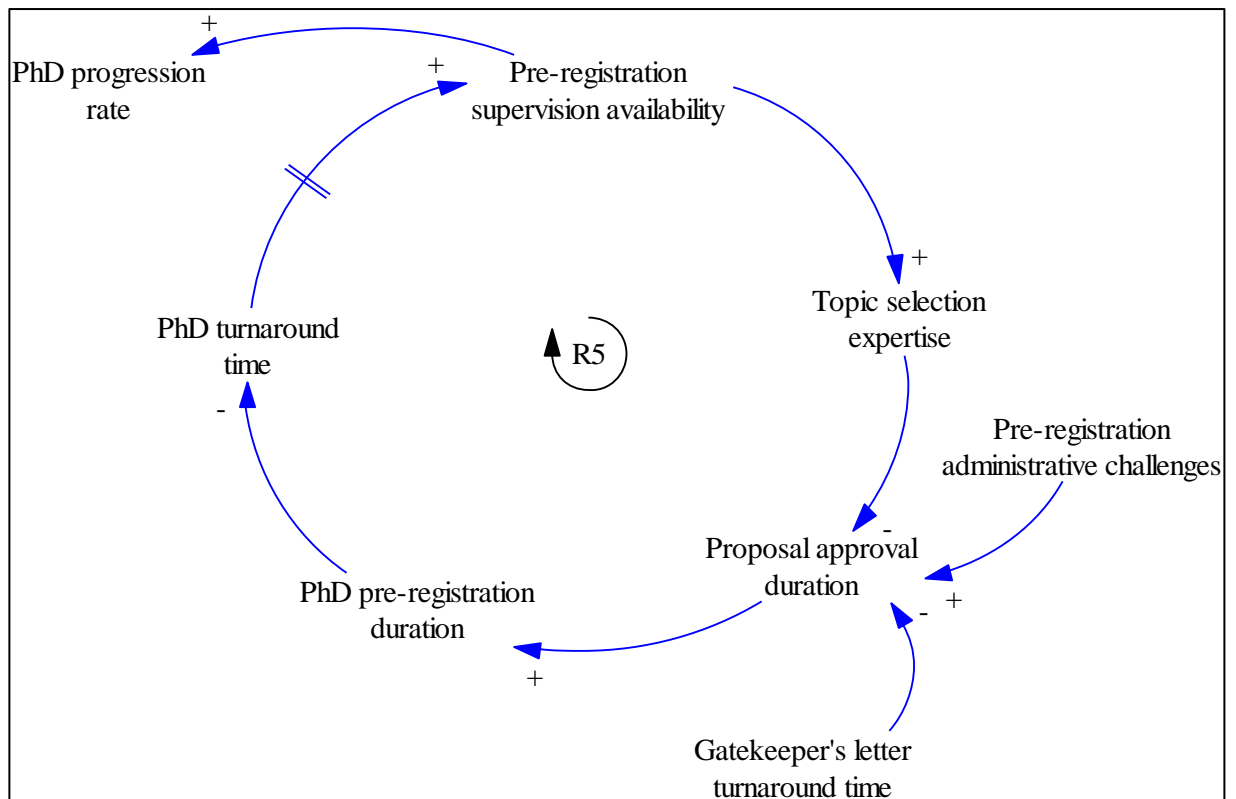 +
PhD progression
rate
+
Pre-registration
supervision availability
+
Topic selection
expertise
PhD turnaround
time
-
R5
Pre-registration
administrative challenges
-
Proposal approval
duration
+
-
PhD pre-registration
duration
+
Gatekeeper's letter
turnaround time